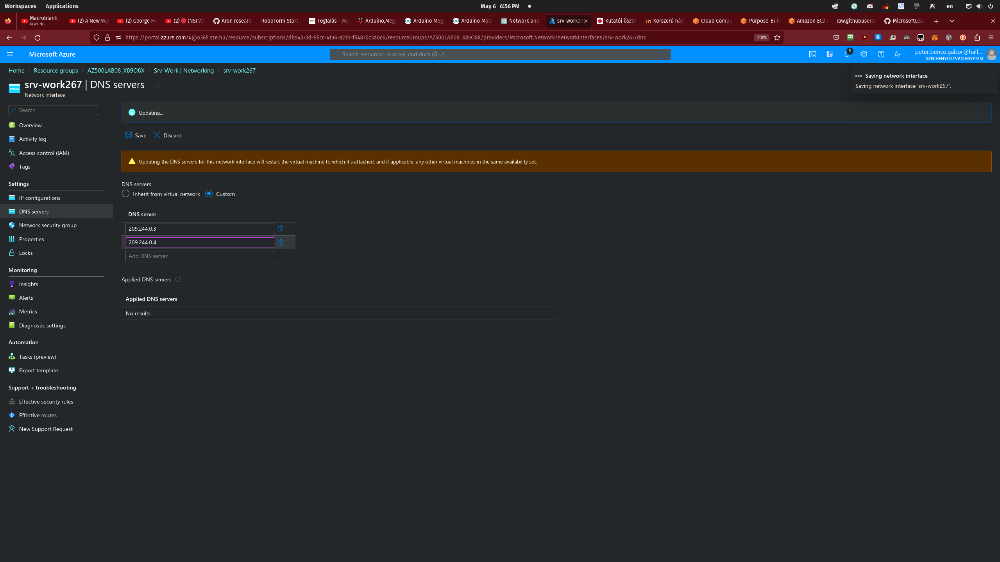 Workspaces
Applications
May 6 6:56 PM
en
Macroblank -
PLAYING
(2) A New Wa
(2) George Ho
(2) 🔴 (NSFW)
Aron research
RoboForm Start
Foglalás – Ma
Arduino,Mega
Arduino Mega
Arduino Moto
Network and
srv-work26
Kutatói ösztö
Korszerű háló
Cloud Compu
Purpose-Buil
Amazon EC2
raw.githubuserco
MicrosoftLear
https://portal.azure.com/#@o365.sze.hu/resource/subscriptions/db94373d-85cc-4196-a21b-f54870c3a0c6/resourceGroups/AZ500LAB08_X89O8X/providers/Microsoft.Network/networkInterfaces/srv-work267/dns
110%
Microsoft Azure
Search resources, services, and docs (G+/)
5
peter.bence.gabor@hall...
SZÉCHENYI ISTVÁN EGYETEM
Home
Resource groups
AZ500LAB08_X89O8X
Srv-Work | Networking
srv-work267
srv-work267 | DNS servers
Network interface
Saving network interface
Saving network interface 'srv-work267'.
Search
Overview
Activity log
Access control (IAM)
Tags
Settings
IP configurations
DNS servers
Network security group
Properties
Locks
Monitoring
Insights
Alerts
Metrics
Diagnostic settings
Automation
Tasks (preview)
Export template
Support + troubleshooting
Effective security rules
Effective routes
New Support Request
Updating...
Save
Discard
Updating the DNS servers for this network interface will restart the virtual machine to which it's attached, and if applicable, any other virtual machines in the same availability set.
DNS servers
Inherit from virtual network
Custom
DNS server
209.244.0.3
209.244.0.4
Add DNS server
Applied DNS servers
Applied DNS servers
No results